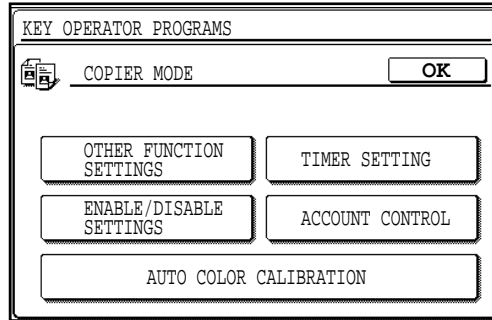 KEY OPERATOR PROGRAMS
COPIER MODE
OK
OTHER FUNCTION
SETTINGS
TIMER SETTING
ENABLE/DISABLE
SETTINGS
ACCOUNT CONTROL
AUTO COLOR CALIBRATION